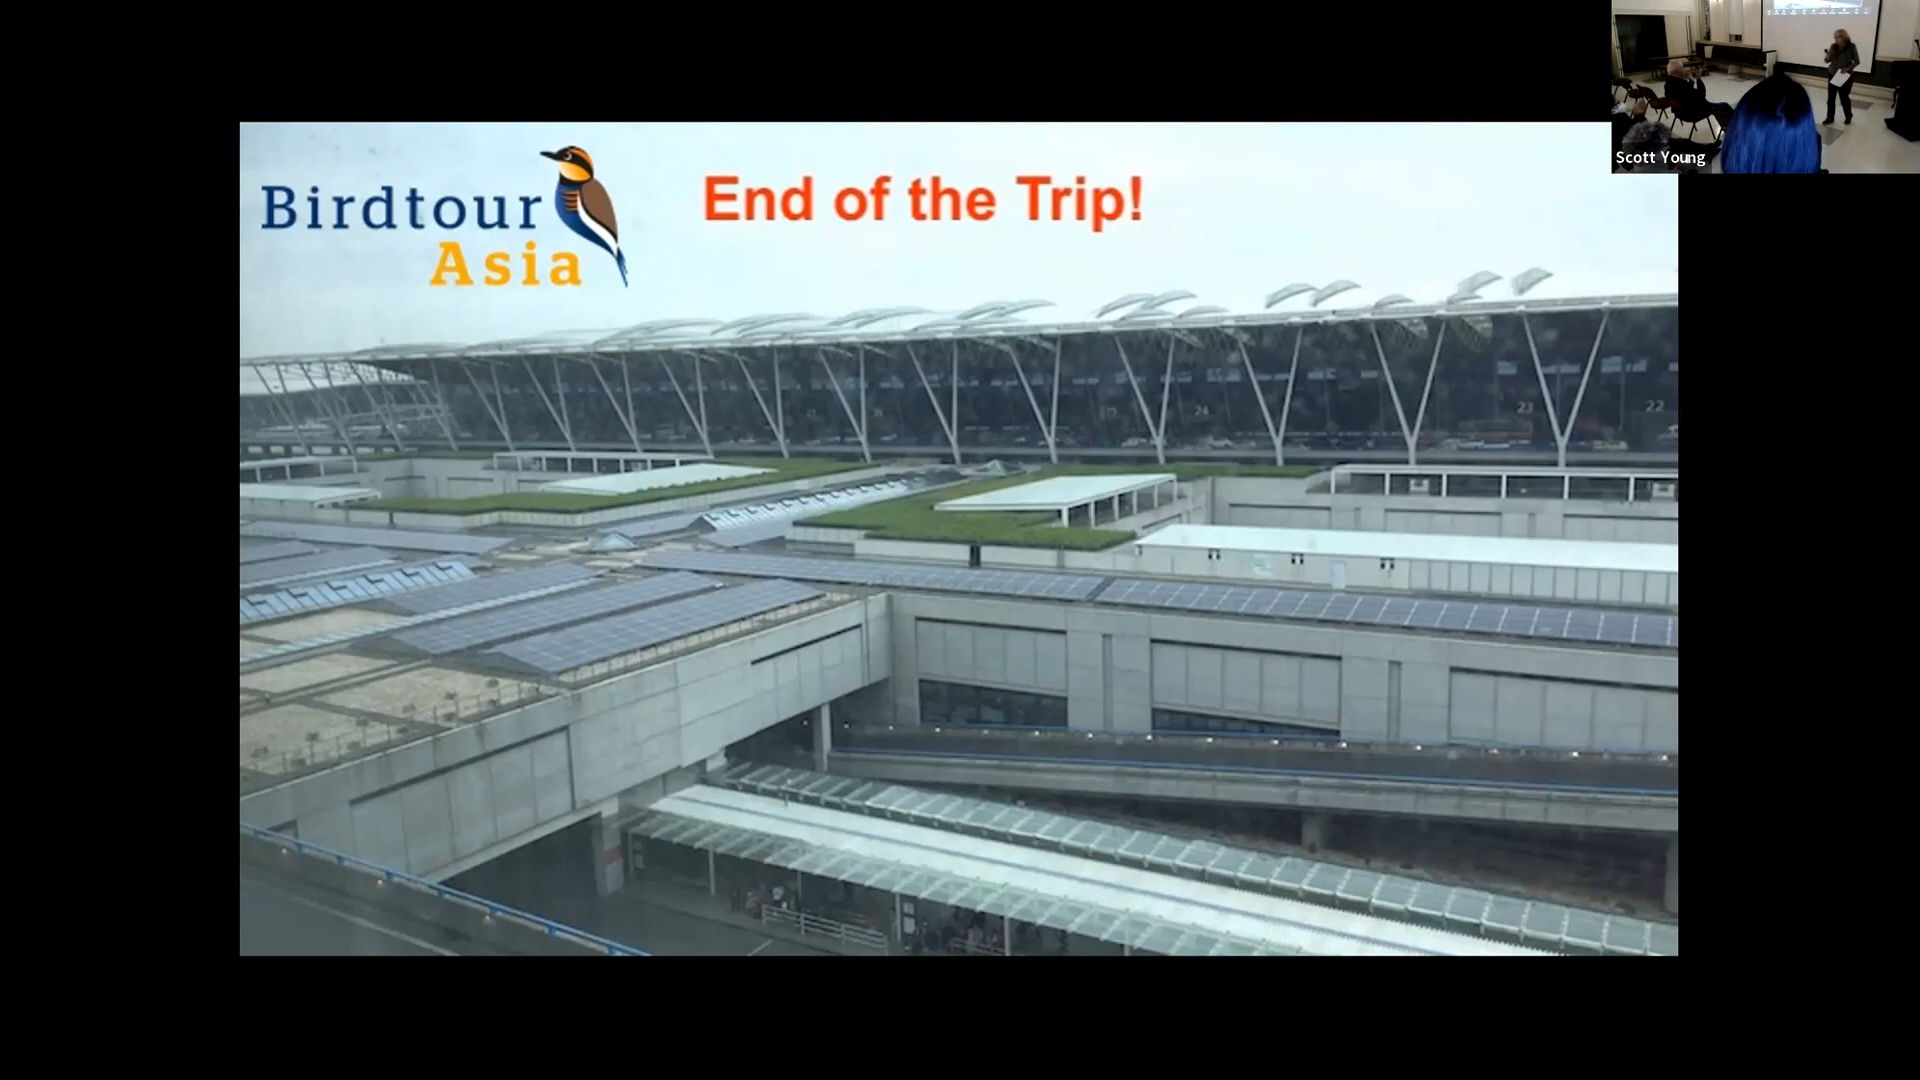 Birdtour
Asia
End of the Trip!
24
23
22
Scott Young